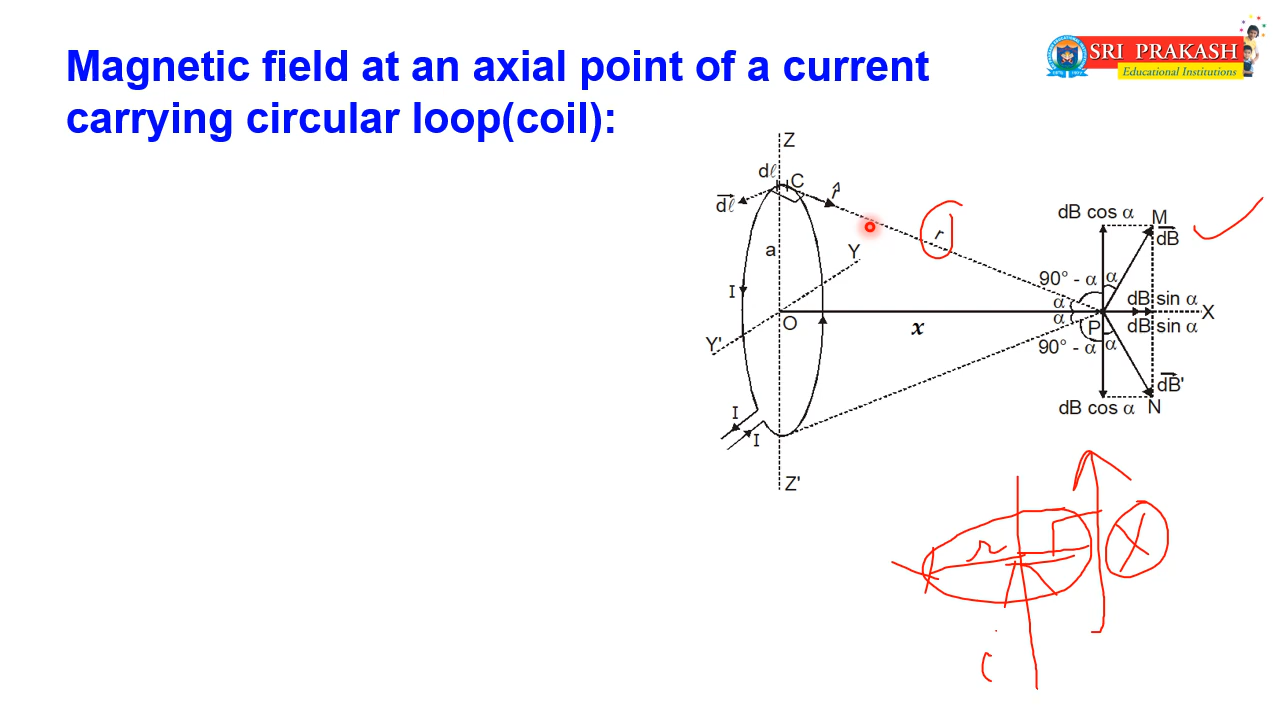 Magnetic field at an axial point of a current
carrying circular loop(coil):
SRI PRAKASH
Educational Institutions
Z
dℓ
C
r̂
dℓ
a
Y
r
dB cos α
M
dB
90° - α
α
I
α
dB sin α
O
x
α
P
dB sin α
X
Y'
90° - α
α
dB'
I
dB cos α
N
I
Z'
r
i